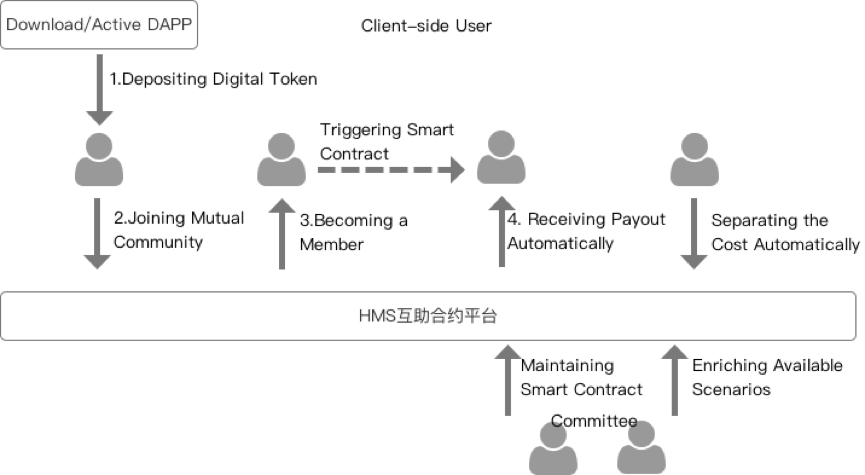 Download/Active DAPP
Client-side User
1.Depositing Digital Token
Triggering Smart
Contract
2.Joining Mutual
Community
3.Becoming a
Member
4. Receiving Payout
Automatically
Separating the
Cost Automatically
HMS互助合约平台
Maintaining
Smart Contract
Enriching Available
Scenarios
Committee